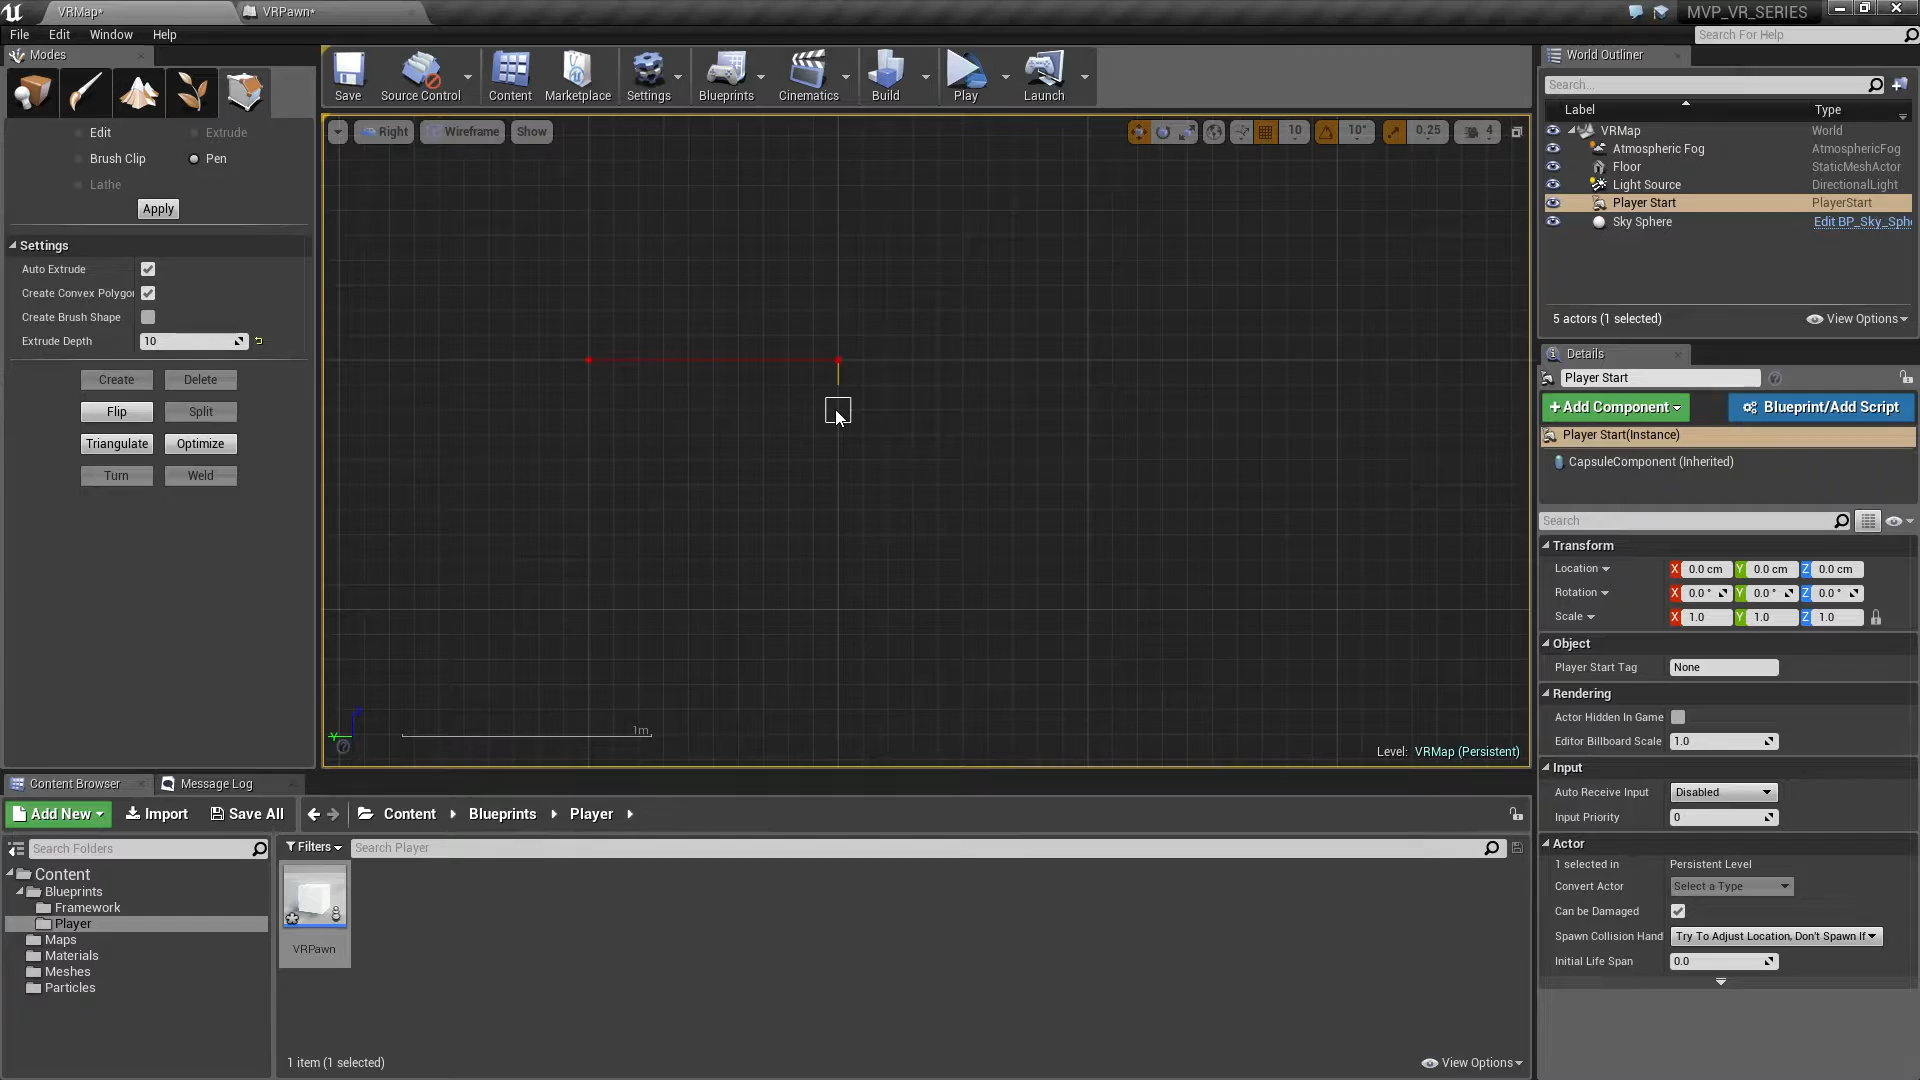 VRMap*
VRPawn*
MVP_VR_SERIES
File Edit Window Help
Search For Help
Modes
Edit
Extrude
Brush Clip
Pen
Lathe
Apply
Settings
Auto Extrude
Create Convex Polygo
Create Brush Shape
Extrude Depth 10
Create Delete
Flip Split
Triangulate Optimize
Turn Weld
Save Source Control Content Marketplace Settings Blueprints Cinematics Build Play Launch
Right Wireframe Show
10 10° 0.25 4
Y
1m
Level: VRMap (Persistent)
World Outliner
Search...
Label Type
VRMap World
Atmospheric Fog AtmosphericFog
Floor StaticMeshActor
Light Source DirectionalLight
Player Start PlayerStart
Sky Sphere Edit BP_Sky_Sph
5 actors (1 selected) View Options
Details
Player Start
+Add Component Blueprint/Add Script
Player Start(Instance)
CapsuleComponent (Inherited)
Search
Transform
Location X 0.0 cm Y 0.0 cm Z 0.0 cm
Rotation X 0.0 ° Y 0.0 ° Z 0.0 °
Scale X 1.0 Y 1.0 Z 1.0
Object
Player Start Tag None
Rendering
Actor Hidden In Game
Editor Billboard Scale 1.0
Input
Auto Receive Input Disabled
Input Priority 0
Actor
1 selected in Persistent Level
Convert Actor Select a Type
Can be Damaged
Spawn Collision Hand Try To Adjust Location, Don't Spawn If
Initial Life Span 0.0
Content Browser Message Log
Add New Import Save All Content Blueprints Player
Search Folders
Filters Search Player
Content
Blueprints
Framework
Player
Maps
Materials
Meshes
Particles
VRPawn
1 item (1 selected) View Options